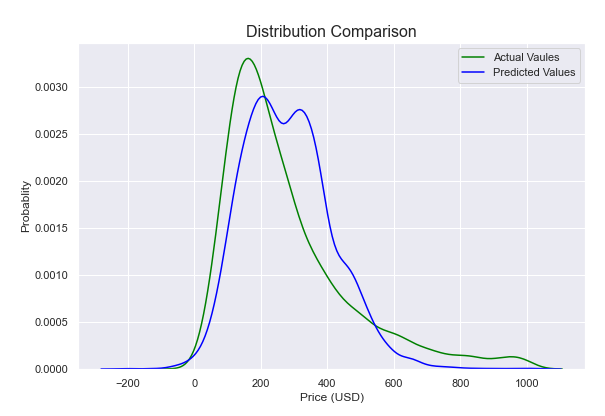 Distribution Comparison
Actual Vaules
Predicted Values
0.0030
0.0025
0.0020
0.0015
0.0010
0.0005
0.0000
Probablity
−200
0
200
400
600
800
1000
Price (USD)